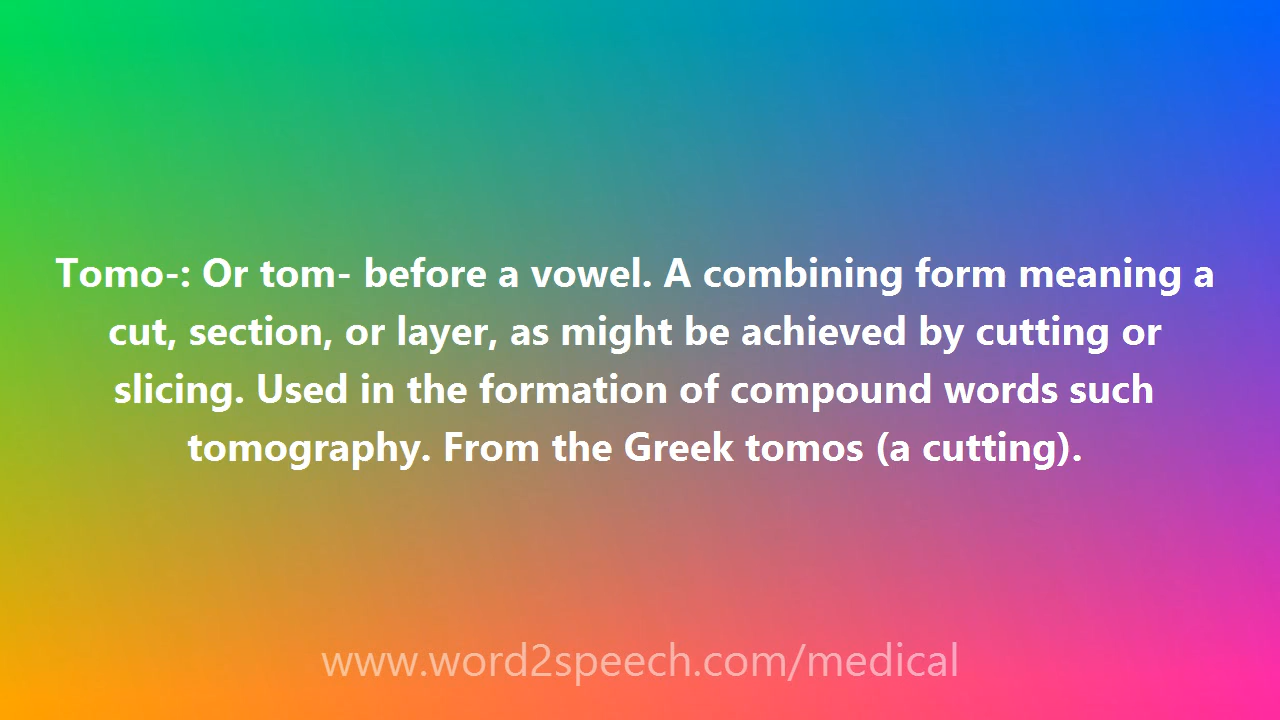 Tomo-: Or tom- before a vowel. A combining form meaning a
cut, section, or layer, as might be achieved by cutting or
slicing. Used in the formation of compound words such
tomography. From the Greek tomos (a cutting).
www.word2speech.com/medical